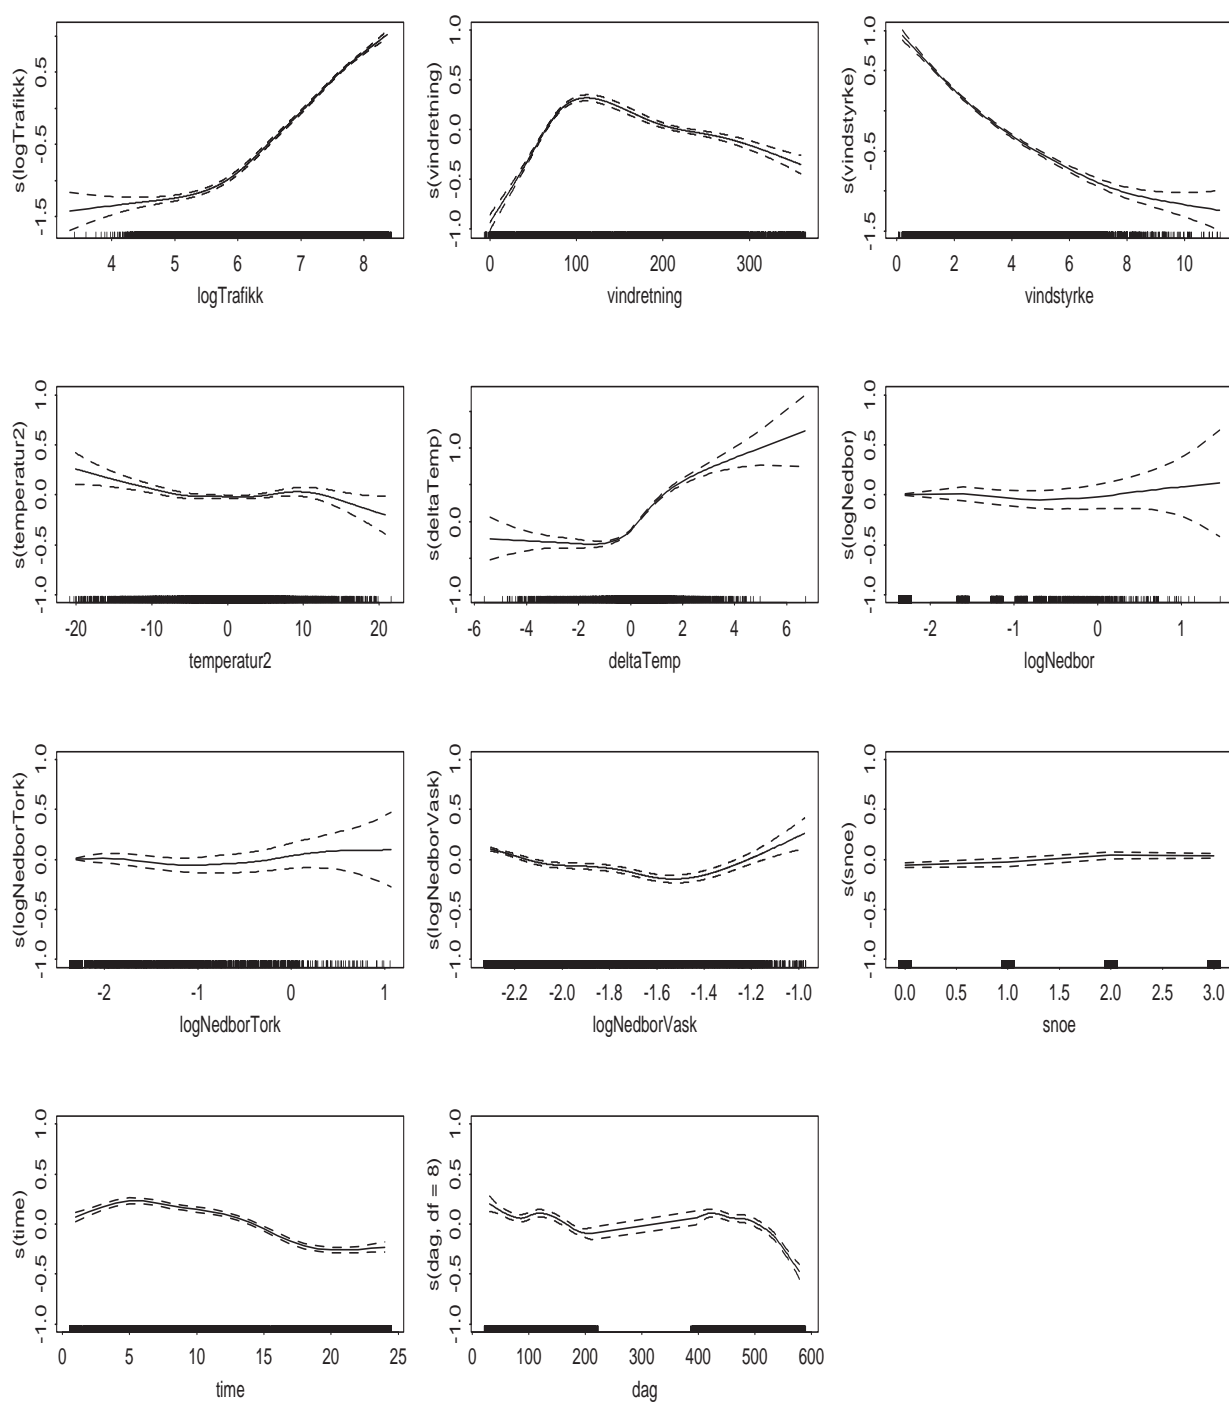 s(logTrafikk)
-1.5 -0.5 0.5
4 5 6 7 8
logTrafikk
s(vindretning)
-1.0 -0.5 0.0 0.5 1.0
0 100 200 300
vindretning
s(vindstyrke)
-1.5 -0.5 0.5 1.0
0 2 4 6 8 10
vindstyrke
s(temperatur2)
-1.0 -0.5 0.0 0.5 1.0
-20 -10 0 10 20
temperatur2
s(deltaTemp)
-1.0 0.0 1.0
-6 -4 -2 0 2 4 6
deltaTemp
s(logNedbor)
-1.0 -0.5 0.0 0.5 1.0
-2 -1 0 1
logNedbor
s(logNedborTork)
-1.0 -0.5 0.0 0.5 1.0
-2 -1 0 1
logNedborTork
s(logNedborVask)
-1.0 -0.5 0.0 0.5 1.0
-2.2 -2.0 -1.8 -1.6 -1.4 -1.2 -1.0
logNedborVask
s(snoe)
-1.0 -0.5 0.0 0.5 1.0
0.0 0.5 1.0 1.5 2.0 2.5 3.0
snoe
s(time)
-1.0 -0.5 0.0 0.5 1.0
0 5 10 15 20 25
time
s(dag, df = 8)
-1.0 -0.5 0.0 0.5 1.0
0 100 200 300 400 500 600
dag